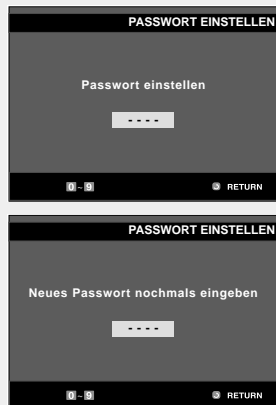 PASSWORT EINSTELLEN
Passwort einstellen
- - - -
0 ~ 9 RETURN
PASSWORT EINSTELLEN
Neues Passwort nochmals eingeben
- - - -
0 ~ 9 RETURN